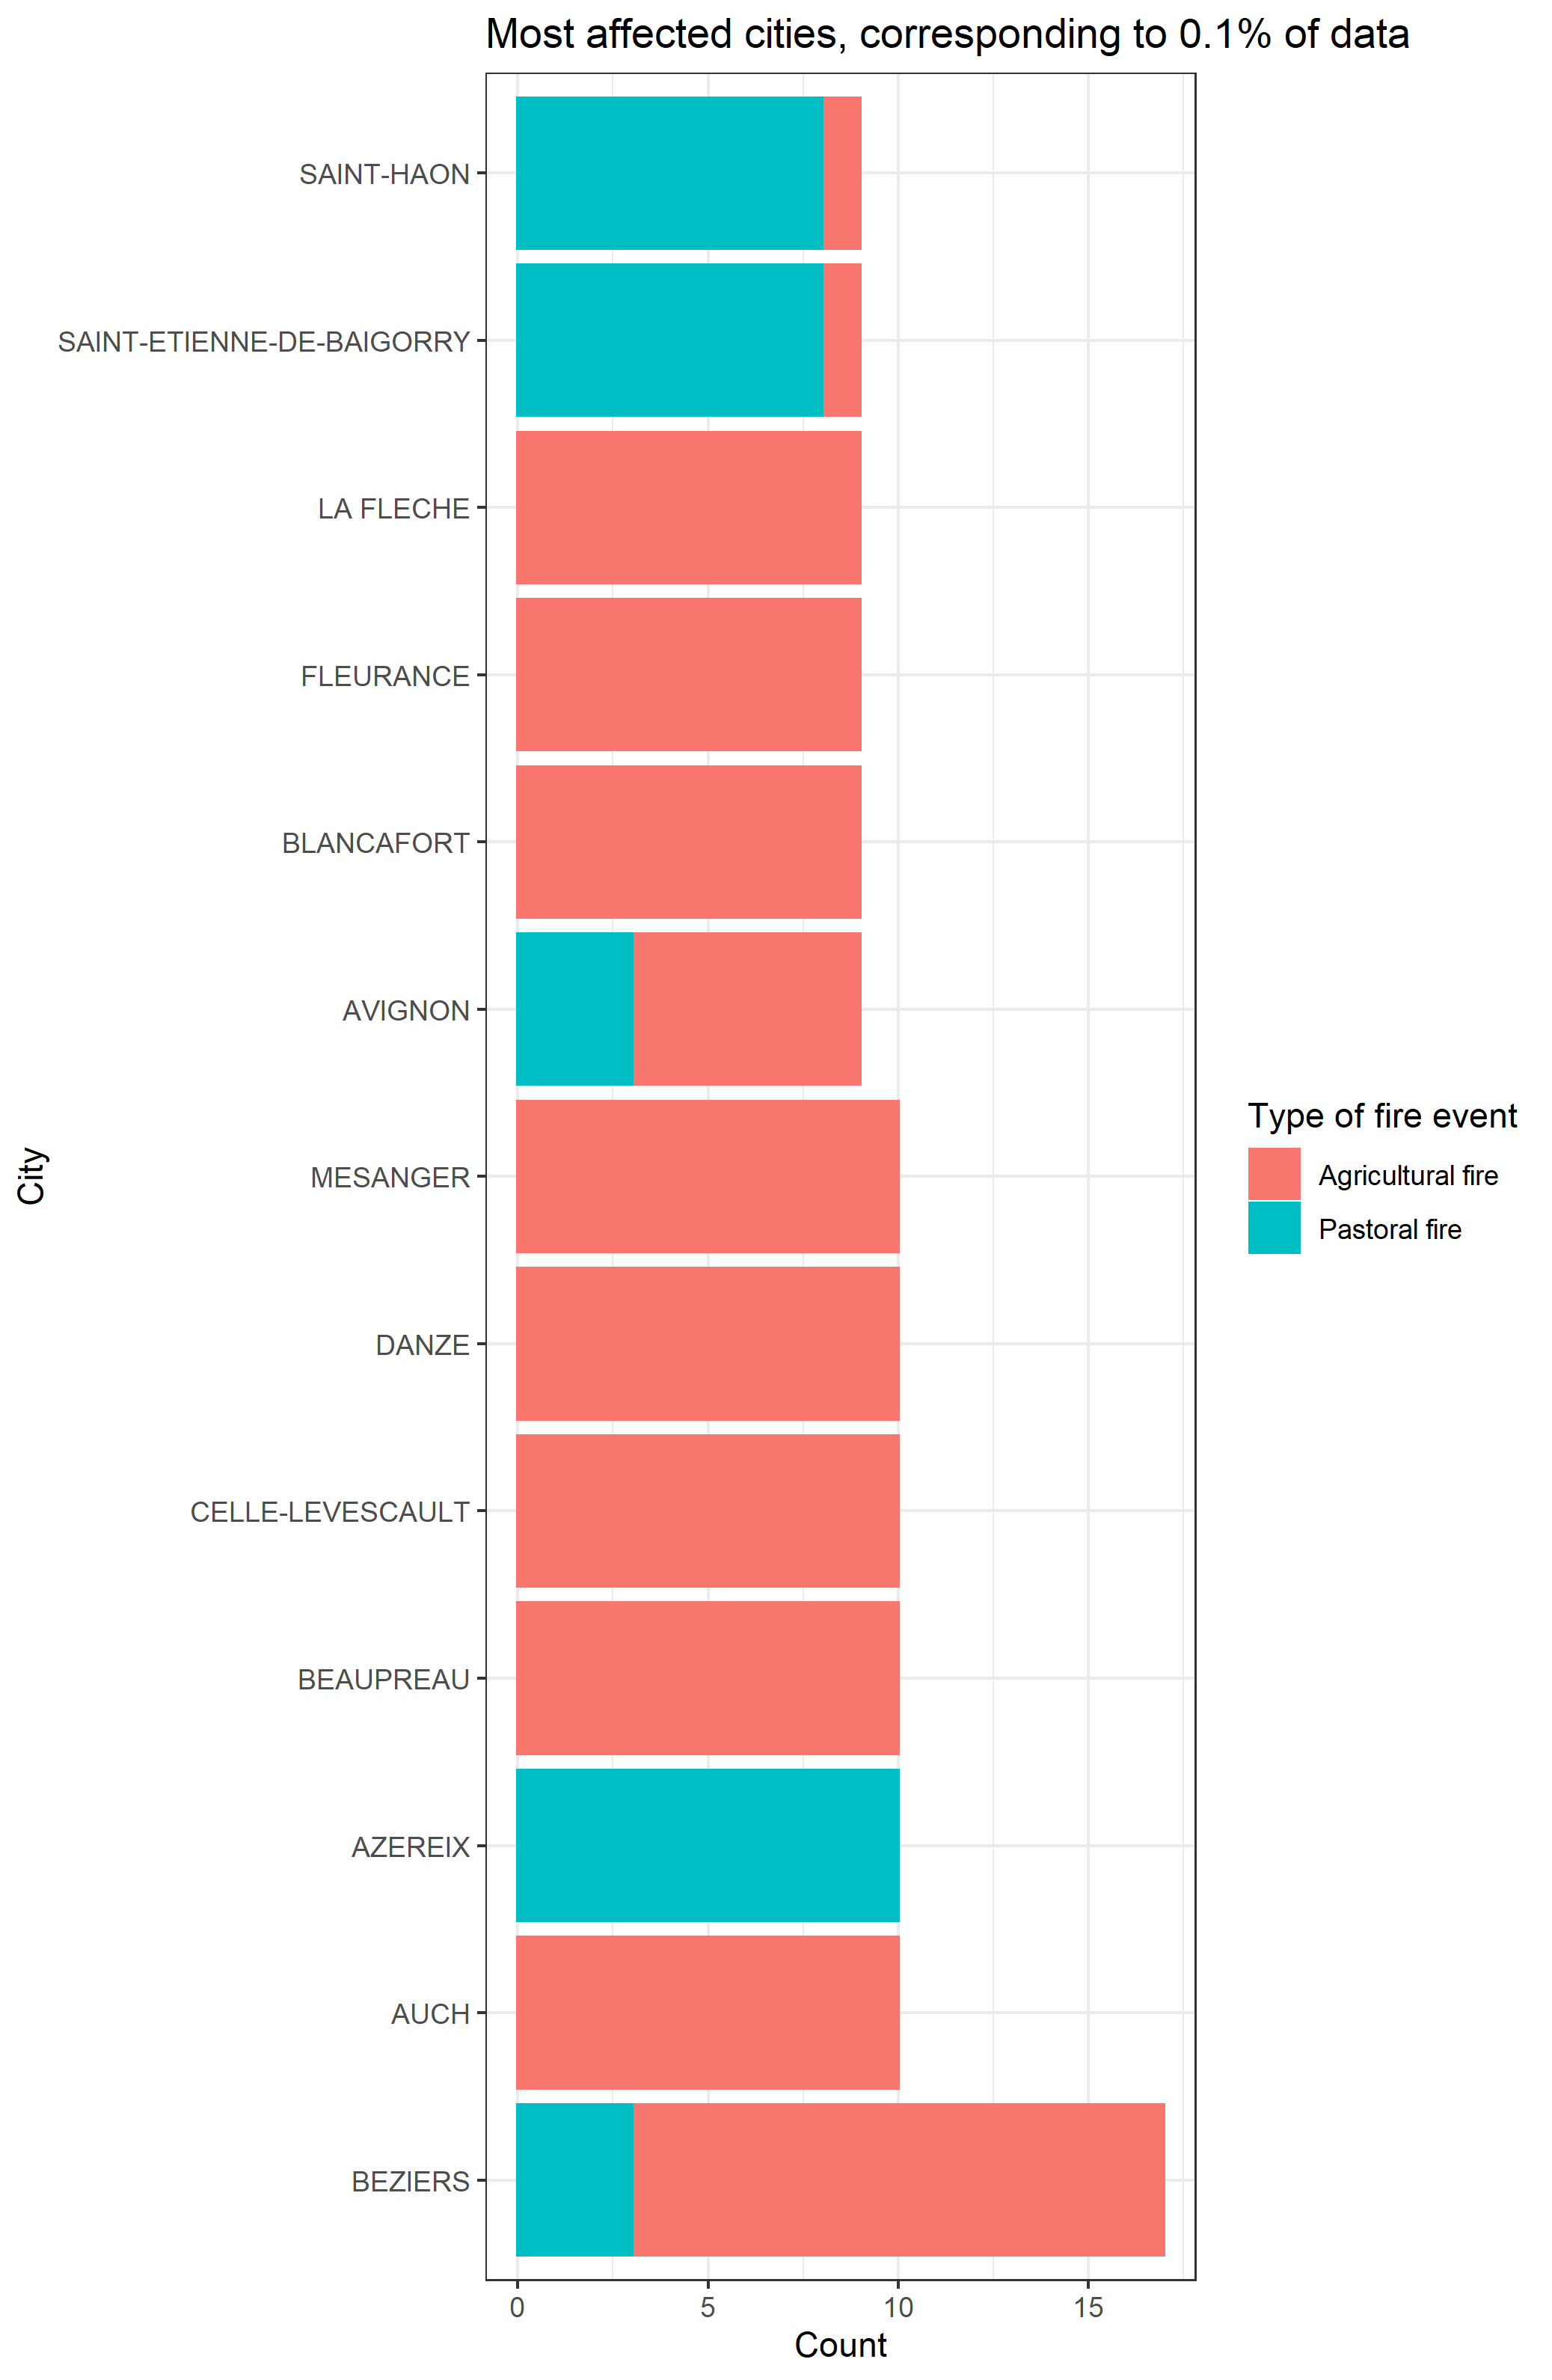 Most affected cities, corresponding to 0.1% of data
SAINT-HAON
SAINT-ETIENNE-DE-BAIGORRY
LA FLECHE
FLEURANCE
BLANCAFORT
AVIGNON
MESANGER
DANZE
CELLE-LEVESCAULT
BEAUPREAU
AZEREIX
AUCH
BEZIERS
City
0 5 10 15
Count
Type of fire event
Agricultural fire
Pastoral fire